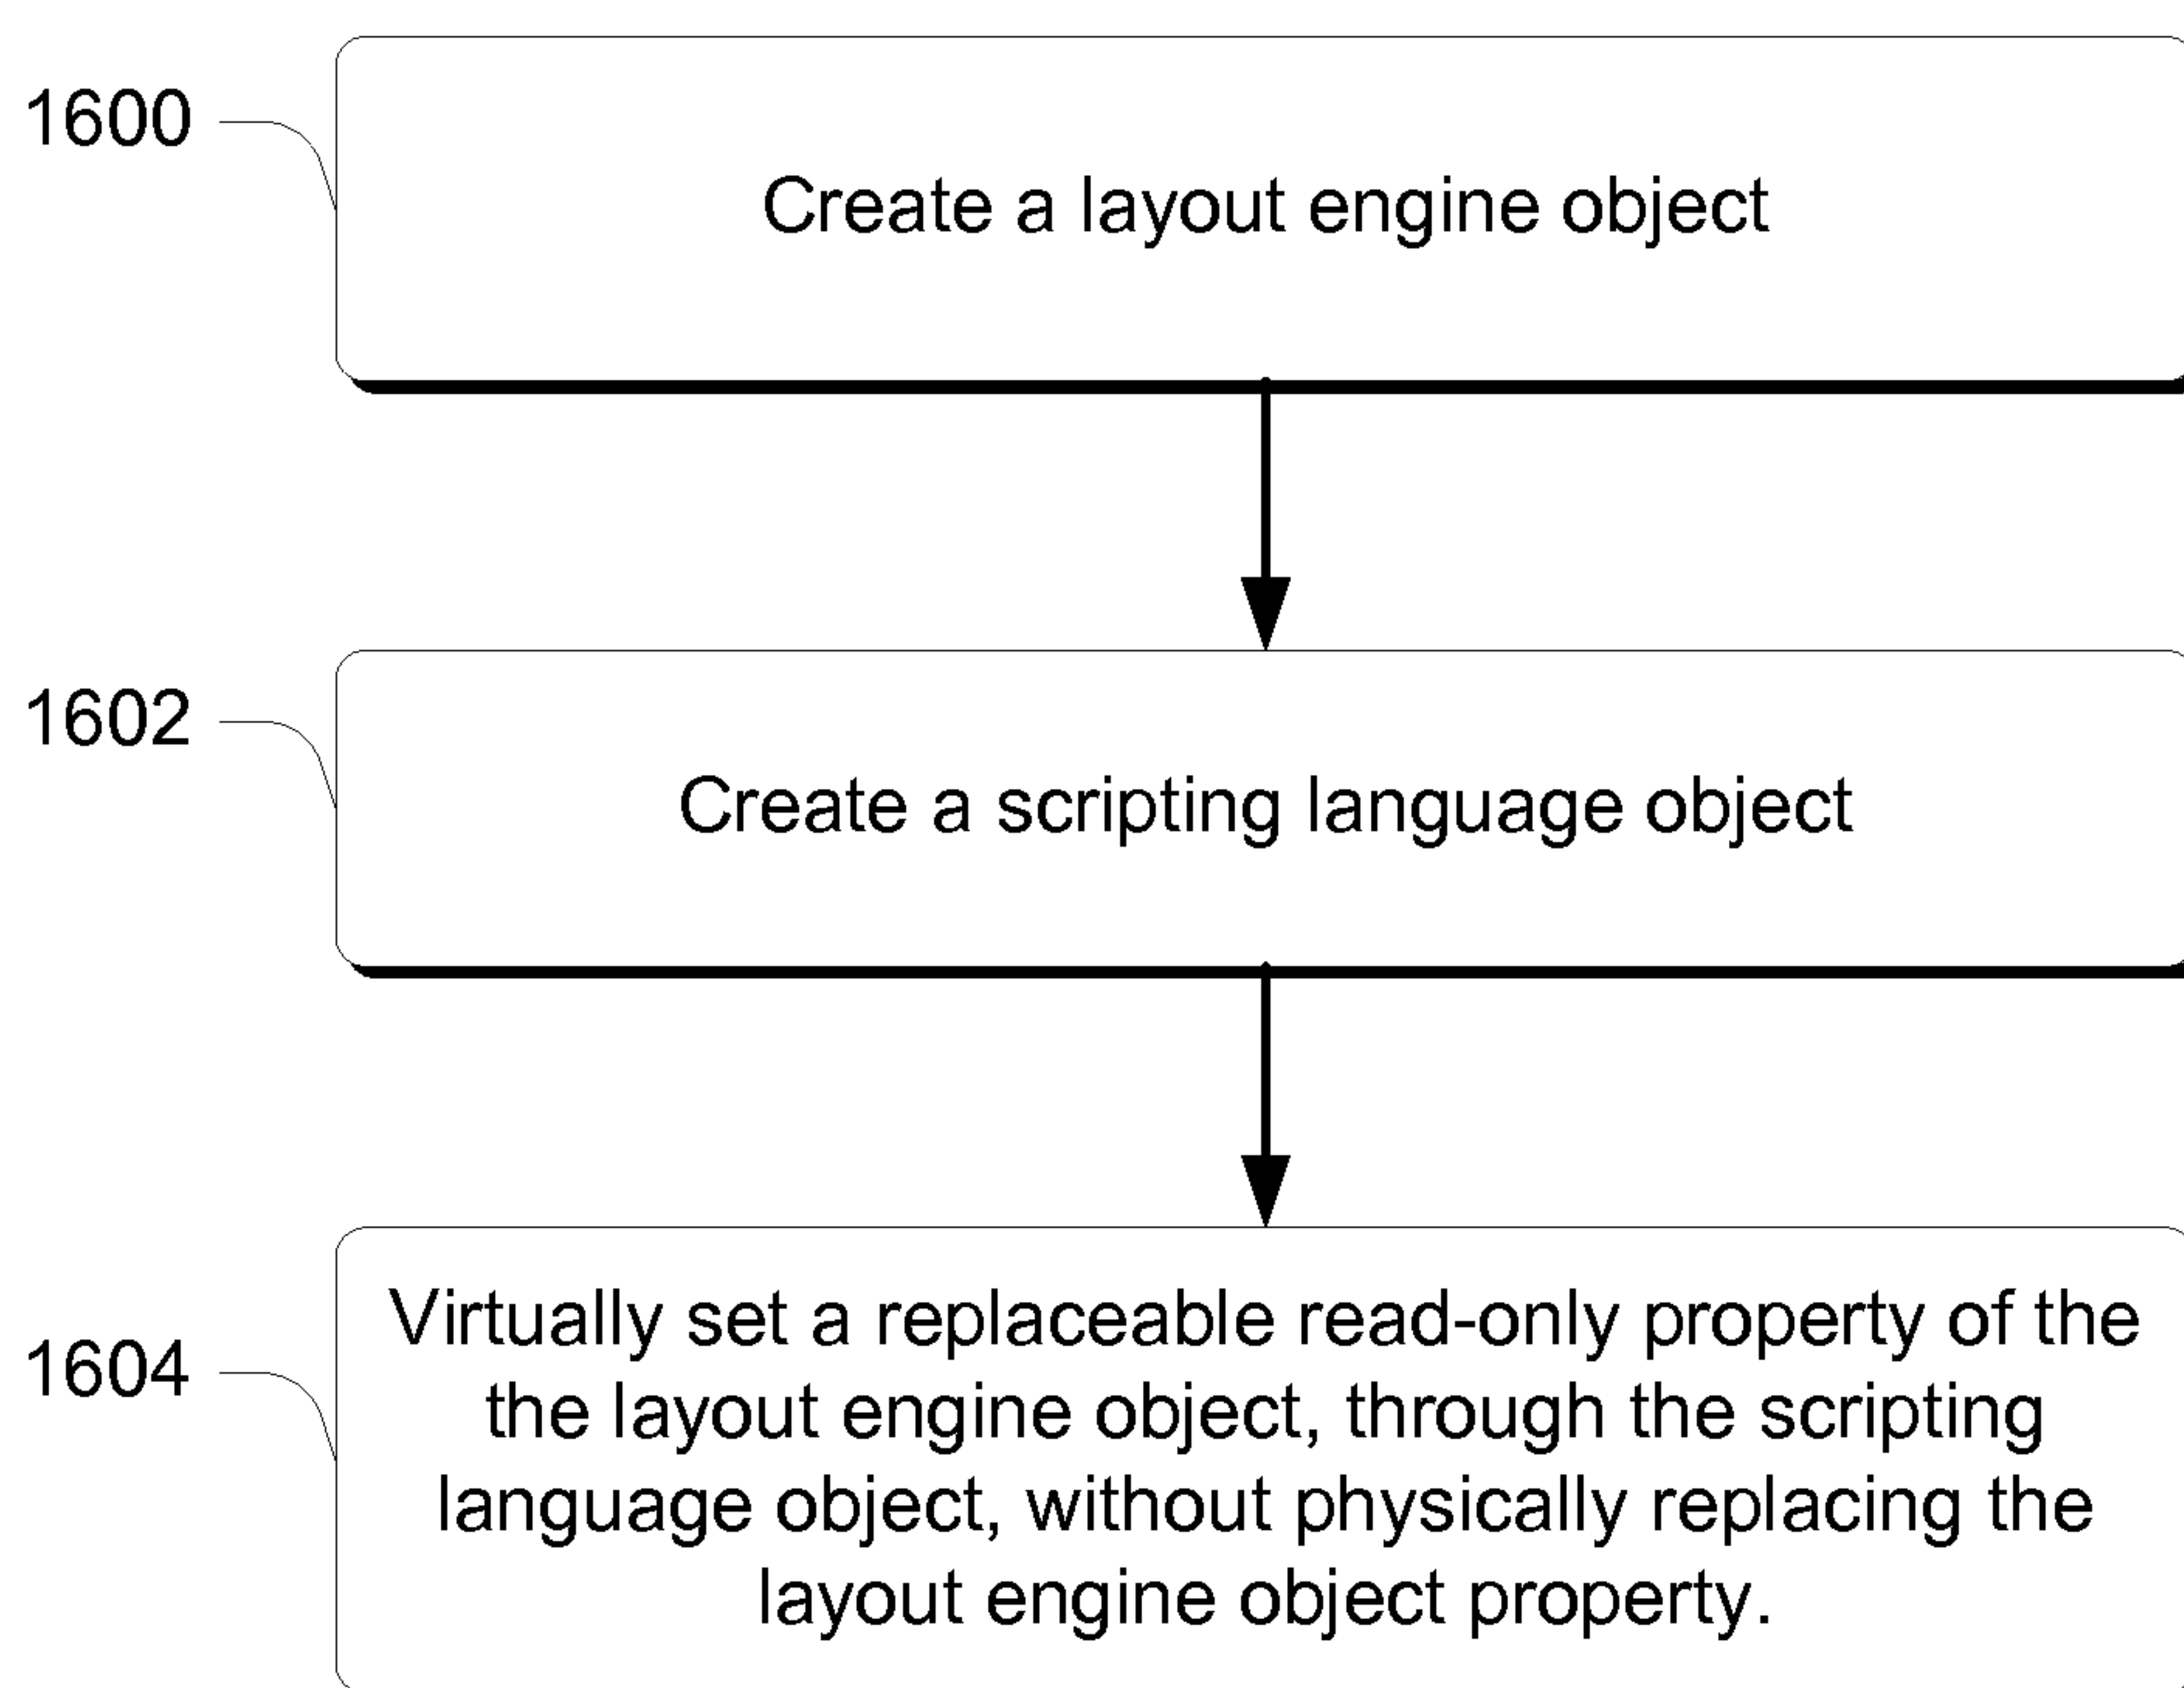 1600
Create a layout engine object
1602
Create a scripting language object
1604
Virtually set a replaceable read-only property of the
the layout engine object, through the scripting
language object, without physically replacing the
layout engine object property.